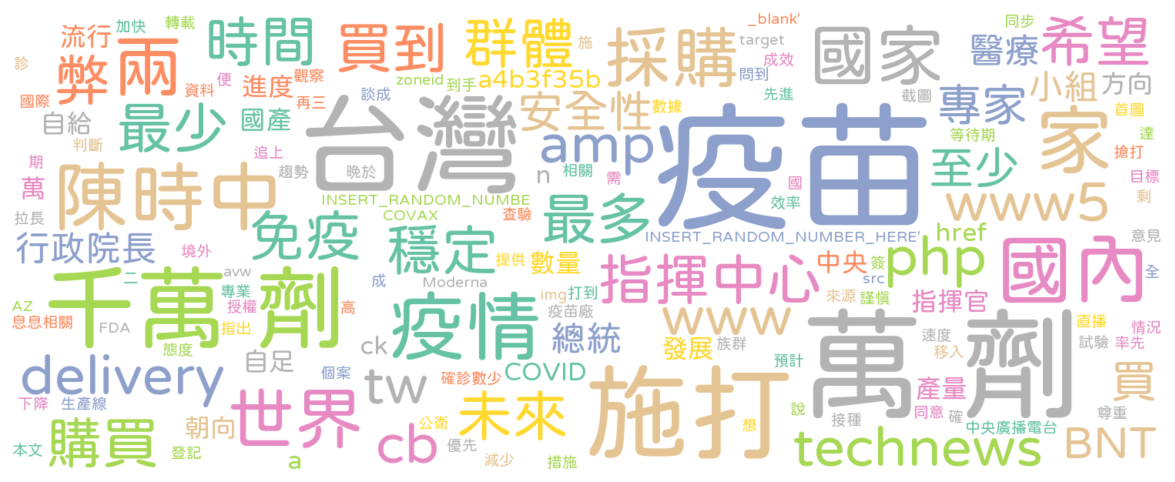 流行
加快
轉載
時間
買到
群體
施
採購
國家
_blank'
target
成效
問到
同步
醫療
希望
診
弊
兩
資料
便
進度
觀察
再三
zoneid
到手
談成
a4b3f35b
安全性
數據
先進
截圖
專家
小組
方向
首圖
國際
自給
判斷
最少
國產
追上
趨勢
台灣
晚於
amp
n
相關
需
疫苗
國
效率
等待期
至少
家
達
搶打
目標
剩
期
萬
拉長
陳時中
免疫
INSERT_RANDOM_NUMBE
COVAX
查驗
穩定
最多
INSERT_RANDOM_NUMBER_HERE'
www5
href
意見
行政院長
境外
二
avw
專業
授權
高
成
Moderna
提供
數量
img
打到
疫苗廠
指揮中心
中央
簽
src
謹慎
php
國內
全
AZ
息息相關
FDA
千萬劑
指出
態度
自足
ck
疫情
總統
www
發展
族群
來源
指揮官
萬劑
速度
移入
直播
試驗
情況
率先
delivery
下降
生產線
個案
世界
tw
確診數少
COVID
預計
產量
同意
確
買
尊重
本文
購買
登記
朝向
a
公衛
cb
優先
減少
未來
措施
施打
想
說
接種
technews
中央廣播電台
BNT